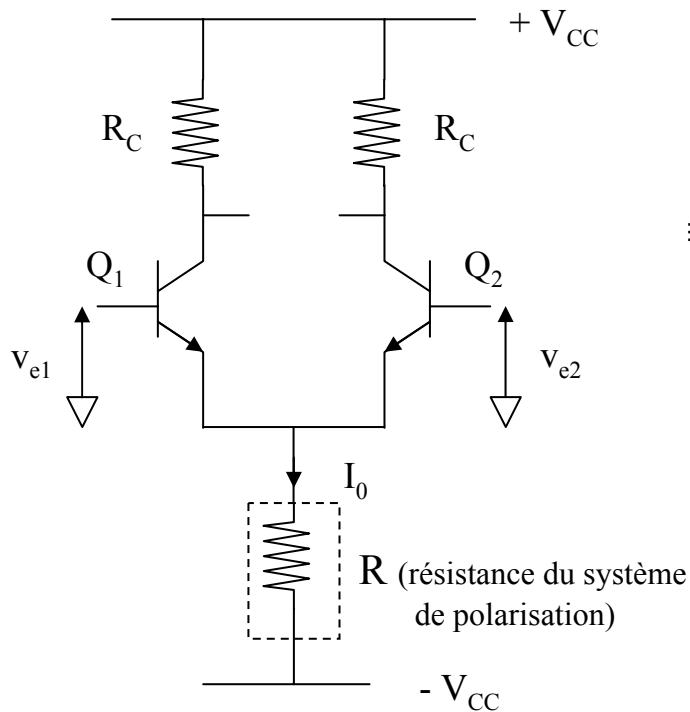 + V_CC
R_C R_C
Q_1 Q_2
v_e1 v_e2
I_0
R (résistance du système
de polarisation)
- V_CC